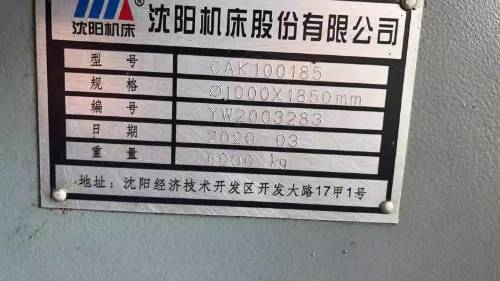 沈阳机床® 沈阳机床股份有限公司
型号 CAK100185
规格 Ø1000X1850mm
编号 YW2003283
日期 2020 03
重量 6000 kg
地址：沈阳经济技术开发区开发大路17甲1号